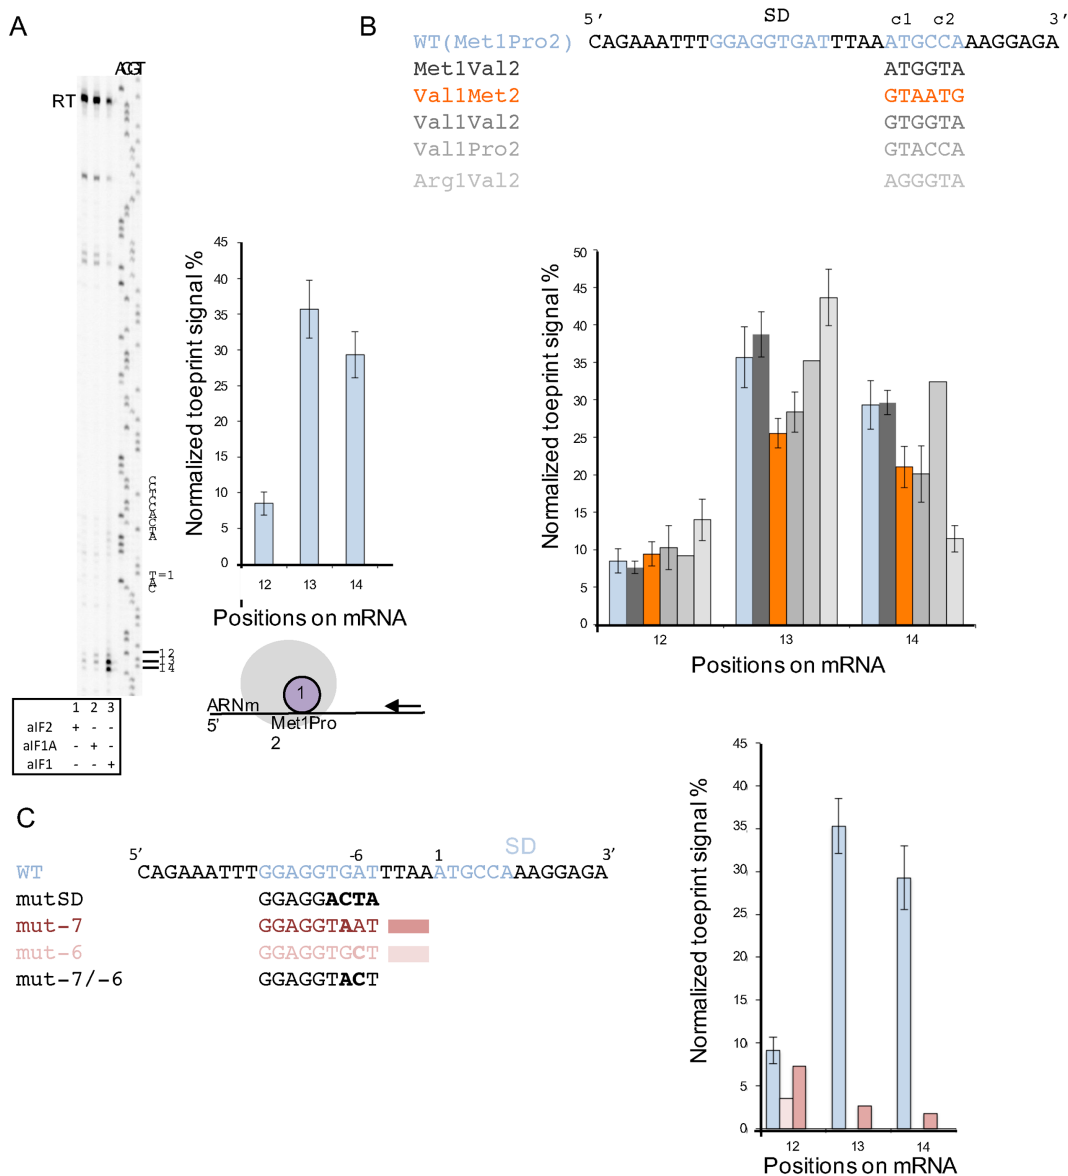 A
ACGT
RT
G
T
C
C
A
C
T
A
T=1
A
C
12
13
14
1 2 3
aIF2 + - -
aIF1A - + -
aIF1 - - +
Normalized toeprint signal %
45
40
35
30
25
20
15
10
5
0
12 13 14
Positions on mRNA
1
ARNm
5' Met1Pro
2
B
5' SD c1 c2 3'
WT(Met1Pro2) CAGAAATTTGGAGGTGATTTAAATGCCAAAGGAGA
Met1Val2 ATGGTA
Val1Met2 GTAATG
Val1Val2 GTGGTA
Val1Pro2 GTACCA
Arg1Val2 AGGGTA
Normalized toeprint signal %
50
45
40
35
30
25
20
15
10
5
0
12 13 14
Positions on mRNA
C
SD
5' -6 1 3'
WT CAGAAATTTGGAGGTGATTTAAATGCCAAAGGAGA
mutSD GGAGGACTA
mut-7 GGAGGTAAT
mut-6 GGAGGTGCT
mut-7/-6 GGAGGTACT
Normalized toeprint signal %
45
40
35
30
25
20
15
10
5
0
12 13 14
Positions on mRNA